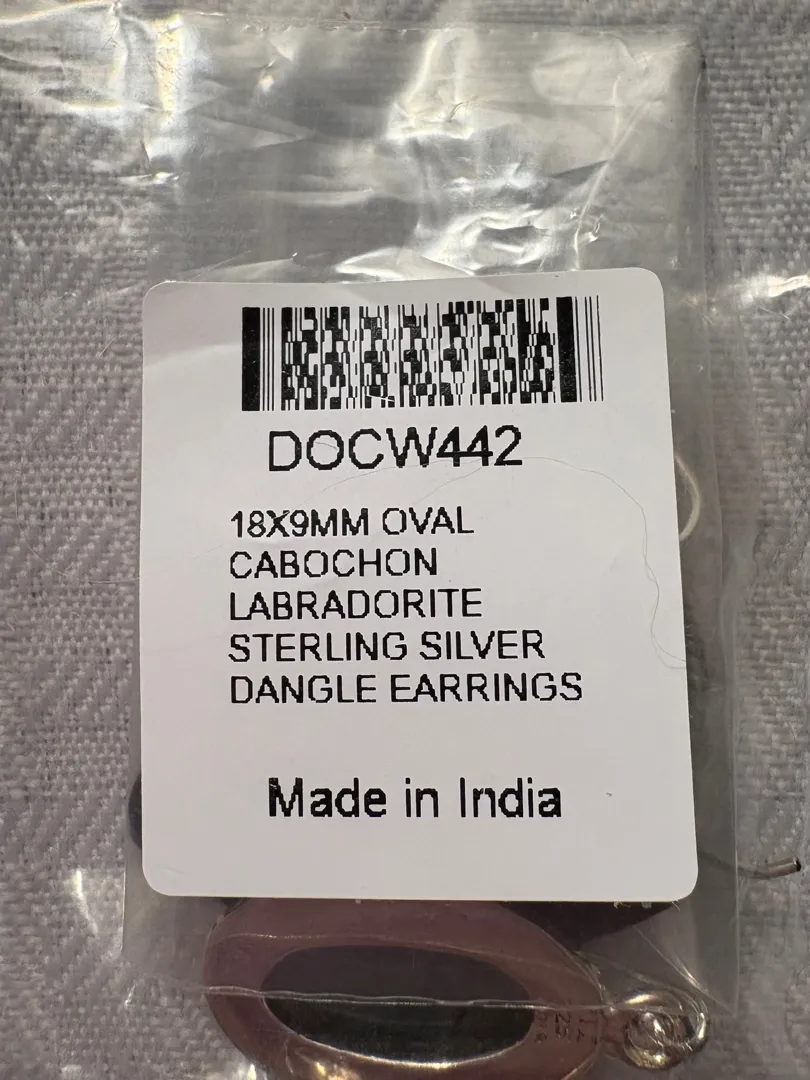 DOCW442
18X9MM OVAL
CABOCHON
LABRADORITE
STERLING SILVER
DANGLE EARRINGS
Made in India